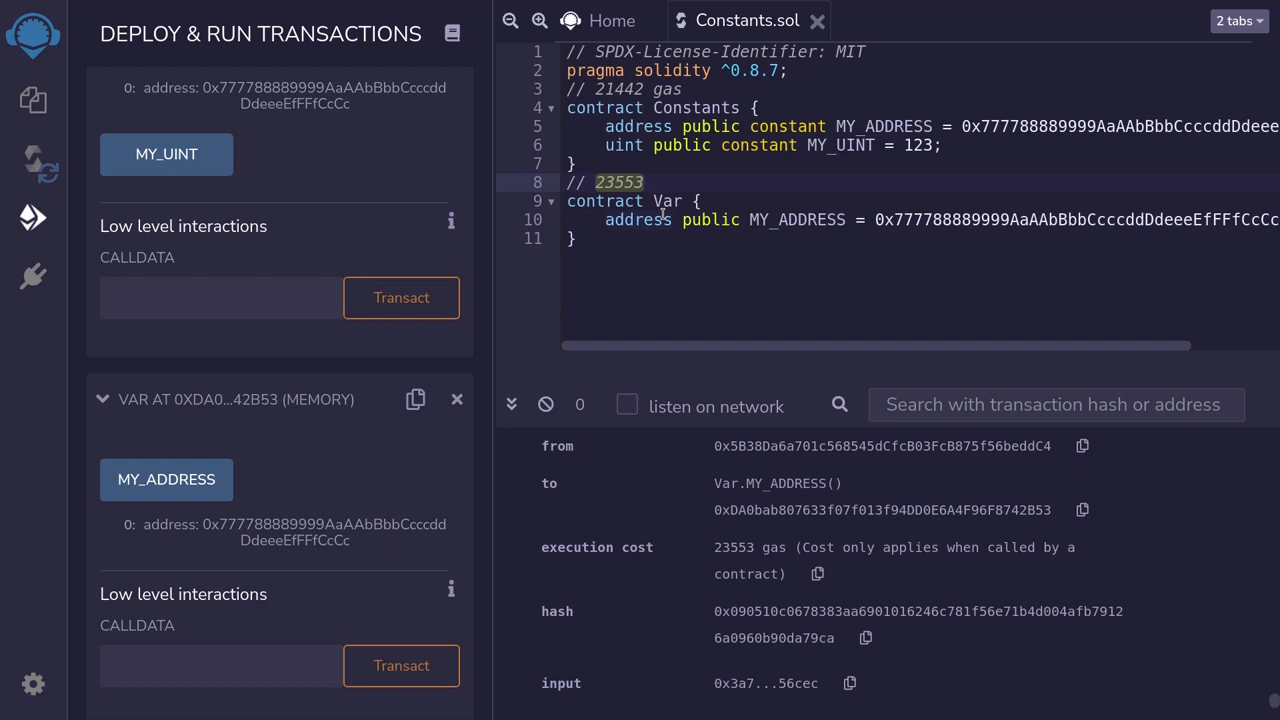 DEPLOY & RUN TRANSACTIONS
0: address: 0x777788889999AaAAbBbbCcccdd
DdeeeEfFFfCcCc
MY_UINT
Low level interactions
CALLDATA
Transact
VAR AT 0XDA0...42B53 (MEMORY)
MY_ADDRESS
0: address: 0x777788889999AaAAbBbbCcccdd
DdeeeEfFFfCcCc
Low level interactions
CALLDATA
Transact
Home
Constants.sol
2 tabs
1 // SPDX-License-Identifier: MIT
2 pragma solidity ^0.8.7;
3 // 21442 gas
4 contract Constants {
5 address public constant MY_ADDRESS = 0x777788889999AaAAbBbbCcccddDdeee
6 uint public constant MY_UINT = 123;
7 }
8 // 23553
9 contract Var {
10 address public MY_ADDRESS = 0x777788889999AaAAbBbbCcccddDdeeeEfFFfCcCc
11 }
0
listen on network
Search with transaction hash or address
from 0x5B38Da6a701c568545dCfcB03FcB875f56beddC4
to Var.MY_ADDRESS()
0xDA0bab807633f07f013f94DD0E6A4F96F8742B53
execution cost 23553 gas (Cost only applies when called by a
contract)
hash 0x090510c0678383aa6901016246c781f56e71b4d004afb7912
6a0960b90da79ca
input 0x3a7...56cec